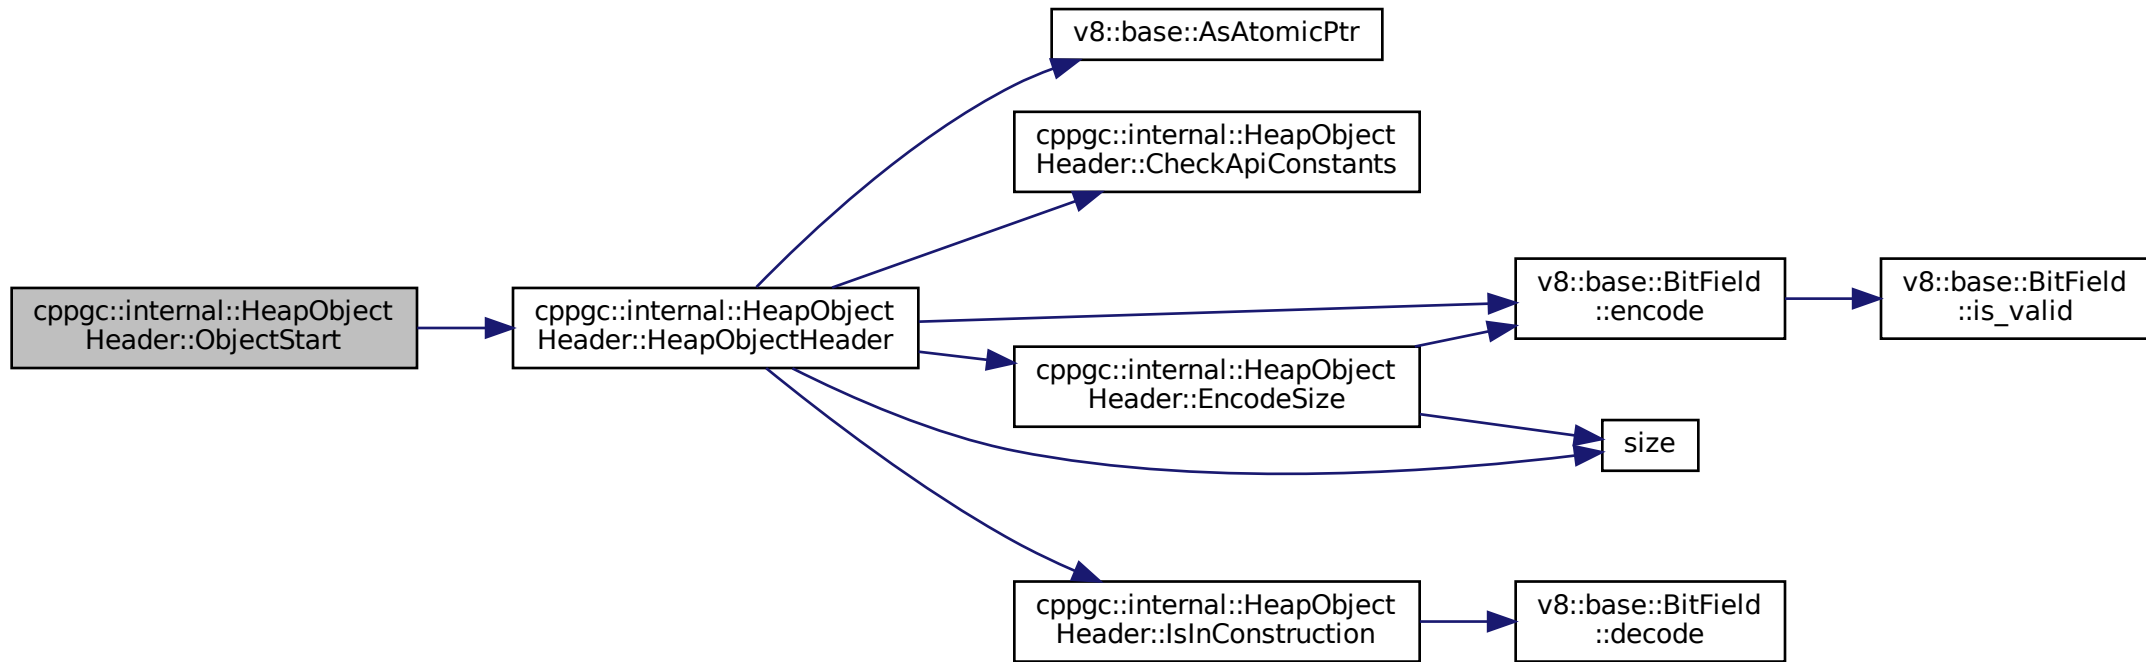 v8::base::AsAtomicPtr
cppgc::internal::HeapObject
Header::CheckApiConstants
cppgc::internal::HeapObject
Header::ObjectStart
cppgc::internal::HeapObject
Header::HeapObjectHeader
v8::base::BitField
::encode
v8::base::BitField
::is_valid
cppgc::internal::HeapObject
Header::EncodeSize
size
cppgc::internal::HeapObject
Header::IsInConstruction
v8::base::BitField
::decode